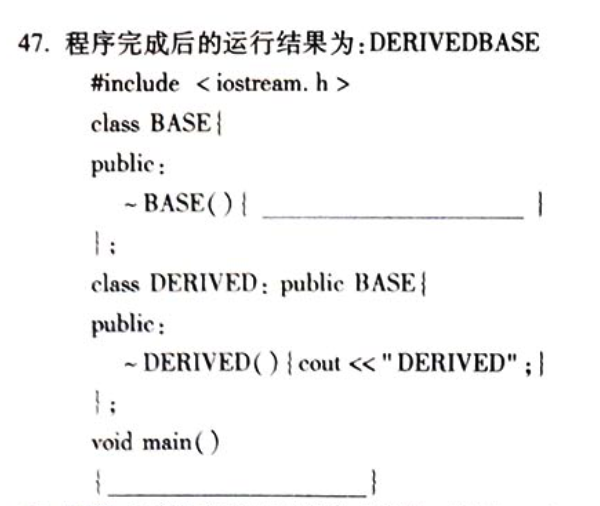 47. 程序完成后的运行结果为:DERIVEDBASE
#include < iostream. h >
class BASE{
public:
~ BASE( ) { ____________________ }
};
class DERIVED: public BASE{
public:
~ DERIVED( ) { cout << " DERIVED" ; }
};
void main( )
{____________________}